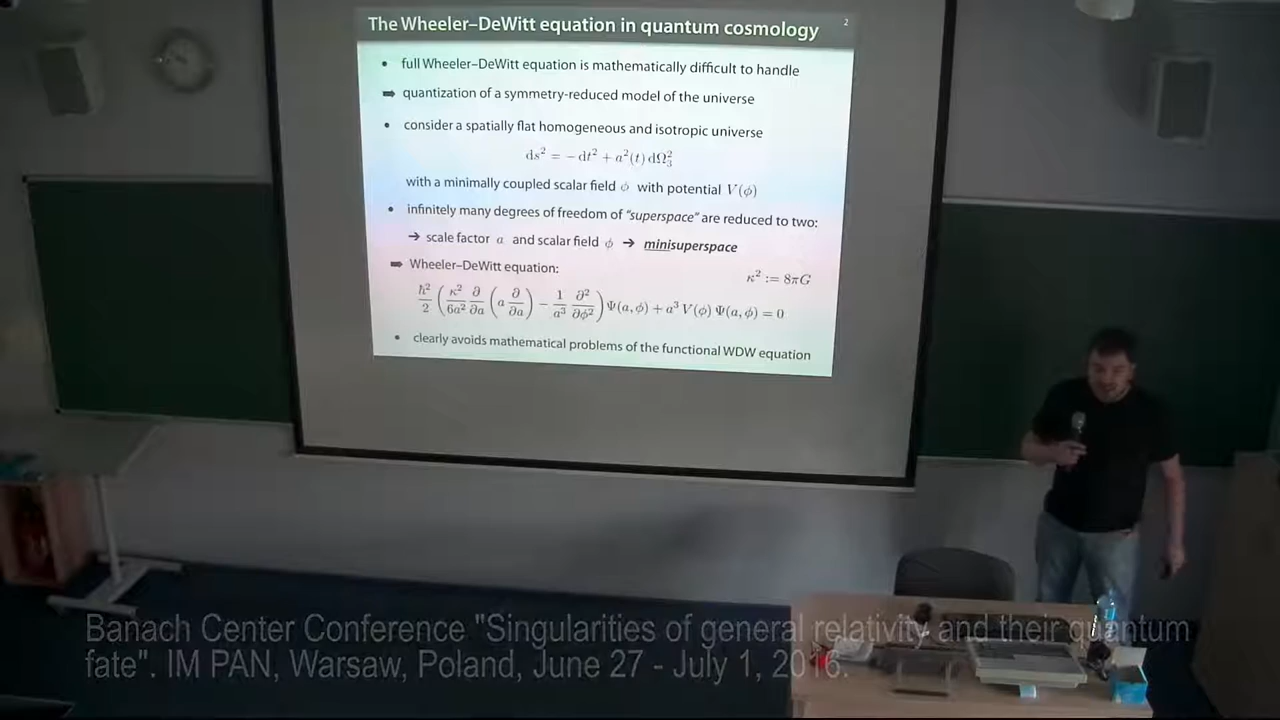 The Wheeler–DeWitt equation in quantum cosmology
2
• full Wheeler–DeWitt equation is mathematically difficult to handle
➡ quantization of a symmetry-reduced model of the universe
• consider a spatially flat homogeneous and isotropic universe
ds² = − dt² + a²(t) dΩ₃²
with a minimally coupled scalar field ϕ with potential V(ϕ)
• infinitely many degrees of freedom of "superspace" are reduced to two:
→ scale factor a and scalar field ϕ → minisuperspace
➡ Wheeler–DeWitt equation:
κ² := 8πG
ħ²/2 ( κ²/6a² ∂/∂a ( a ∂/∂a ) − 1/a³ ∂²/∂ϕ² ) Ψ(a, ϕ) + a³ V(ϕ) Ψ(a, ϕ) = 0
• clearly avoids mathematical problems of the functional WDW equation
Banach Center Conference "Singularities of general relativity and their quantum
fate". IM PAN, Warsaw, Poland, June 27 - July 1, 2016.